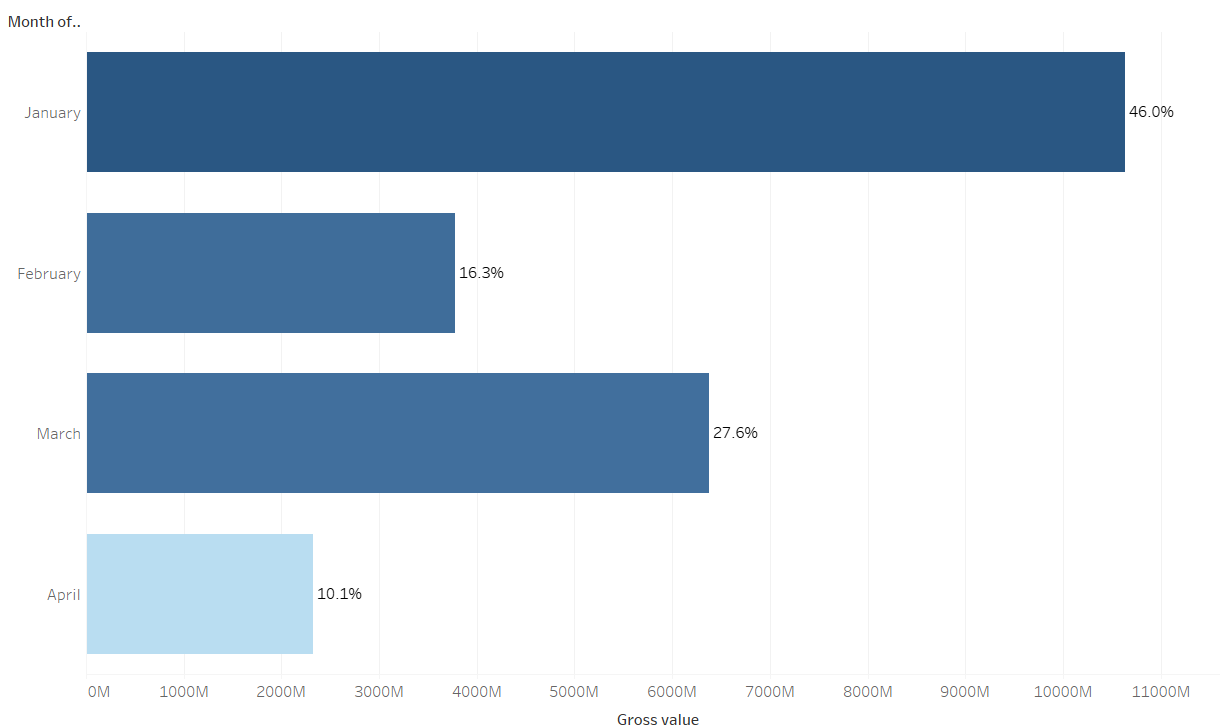 Month of..
January
46.0%
February
16.3%
March
27.6%
April
10.1%
0M 1000M 2000M 3000M 4000M 5000M 6000M 7000M 8000M 9000M 10000M 11000M
Gross value